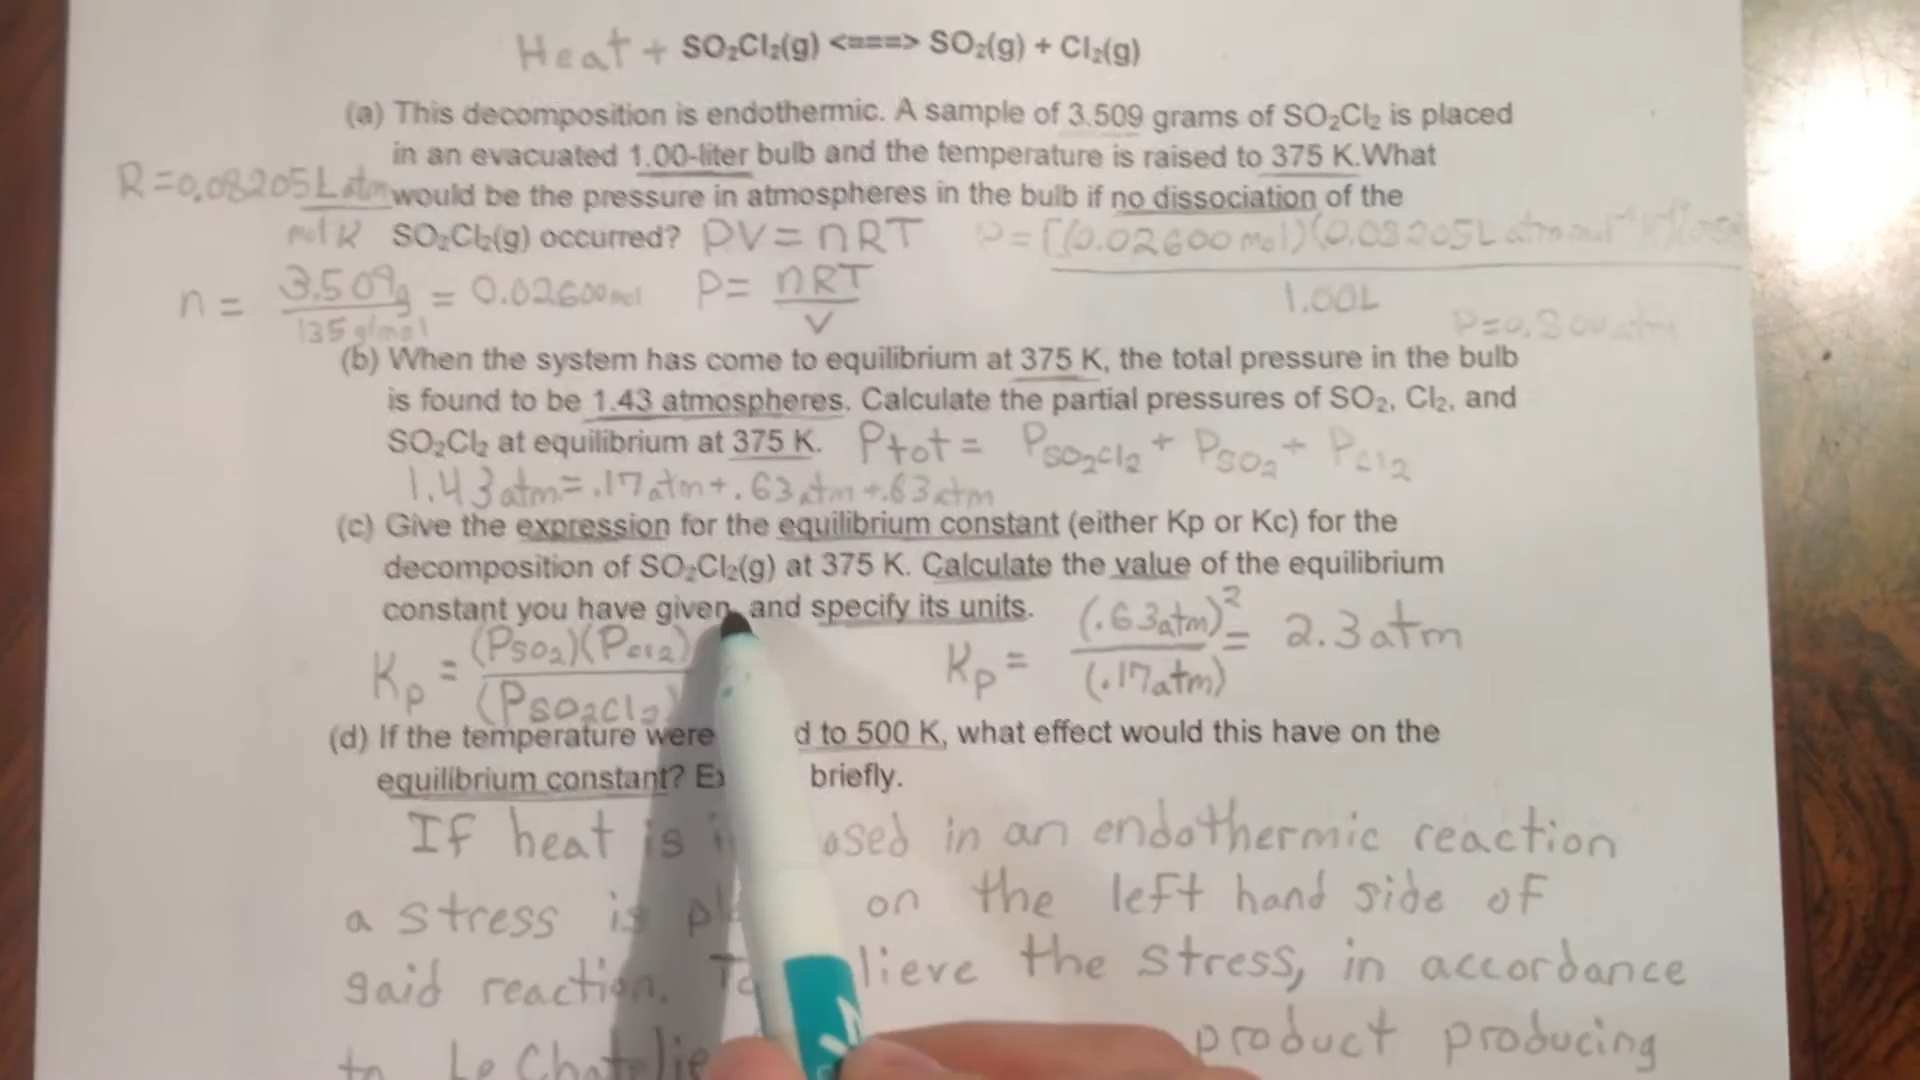 Heat + SO₂Cl₂(g) <===> SO₂(g) + Cl₂(g)
(a) This decomposition is endothermic. A sample of 3.509 grams of SO₂Cl₂ is placed
in an evacuated 1.00-liter bulb and the temperature is raised to 375 K.What
R=0.08205 L atm
would be the pressure in atmospheres in the bulb if no dissociation of the
mol K
SO₂Cl₂(g) occurred? PV = nRT P= [(0.02600 mol)(0.08205 L atm mol⁻¹
n = 3.509g / 135 g/mol = 0.02600 mol P= nRT / V 1.00L
P=0.800 atm
(b) When the system has come to equilibrium at 375 K, the total pressure in the bulb
is found to be 1.43 atmospheres. Calculate the partial pressures of SO₂, Cl₂, and
SO₂Cl₂ at equilibrium at 375 K. Ptot = PSO₂Cl₂ + PSO₂ + PCl₂
1.43 atm = .17 atm + .63 atm + .63 atm
(c) Give the expression for the equilibrium constant (either Kp or Kc) for the
decomposition of SO₂Cl₂(g) at 375 K. Calculate the value of the equilibrium
constant you have given and specify its units.
Kp = (PSO₂)(PCl₂) / (PSO₂Cl₂) Kp = (.63atm)² / (.17atm) = 2.3 atm
(d) If the temperature were d to 500 K, what effect would this have on the
equilibrium constant? briefly.
If heat is in an endothermic reaction
a stress is on the left hand side of
said reaction. the stress, in accordance
to Le product producing